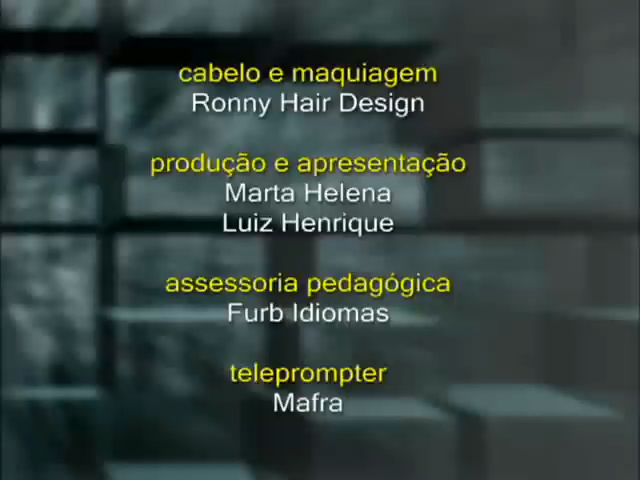 cabelo e maquiagem
Ronny Hair Design
produção e apresentação
Marta Helena
Luiz Henrique
assessoria pedagógica
Furb Idiomas
teleprompter
Mafra